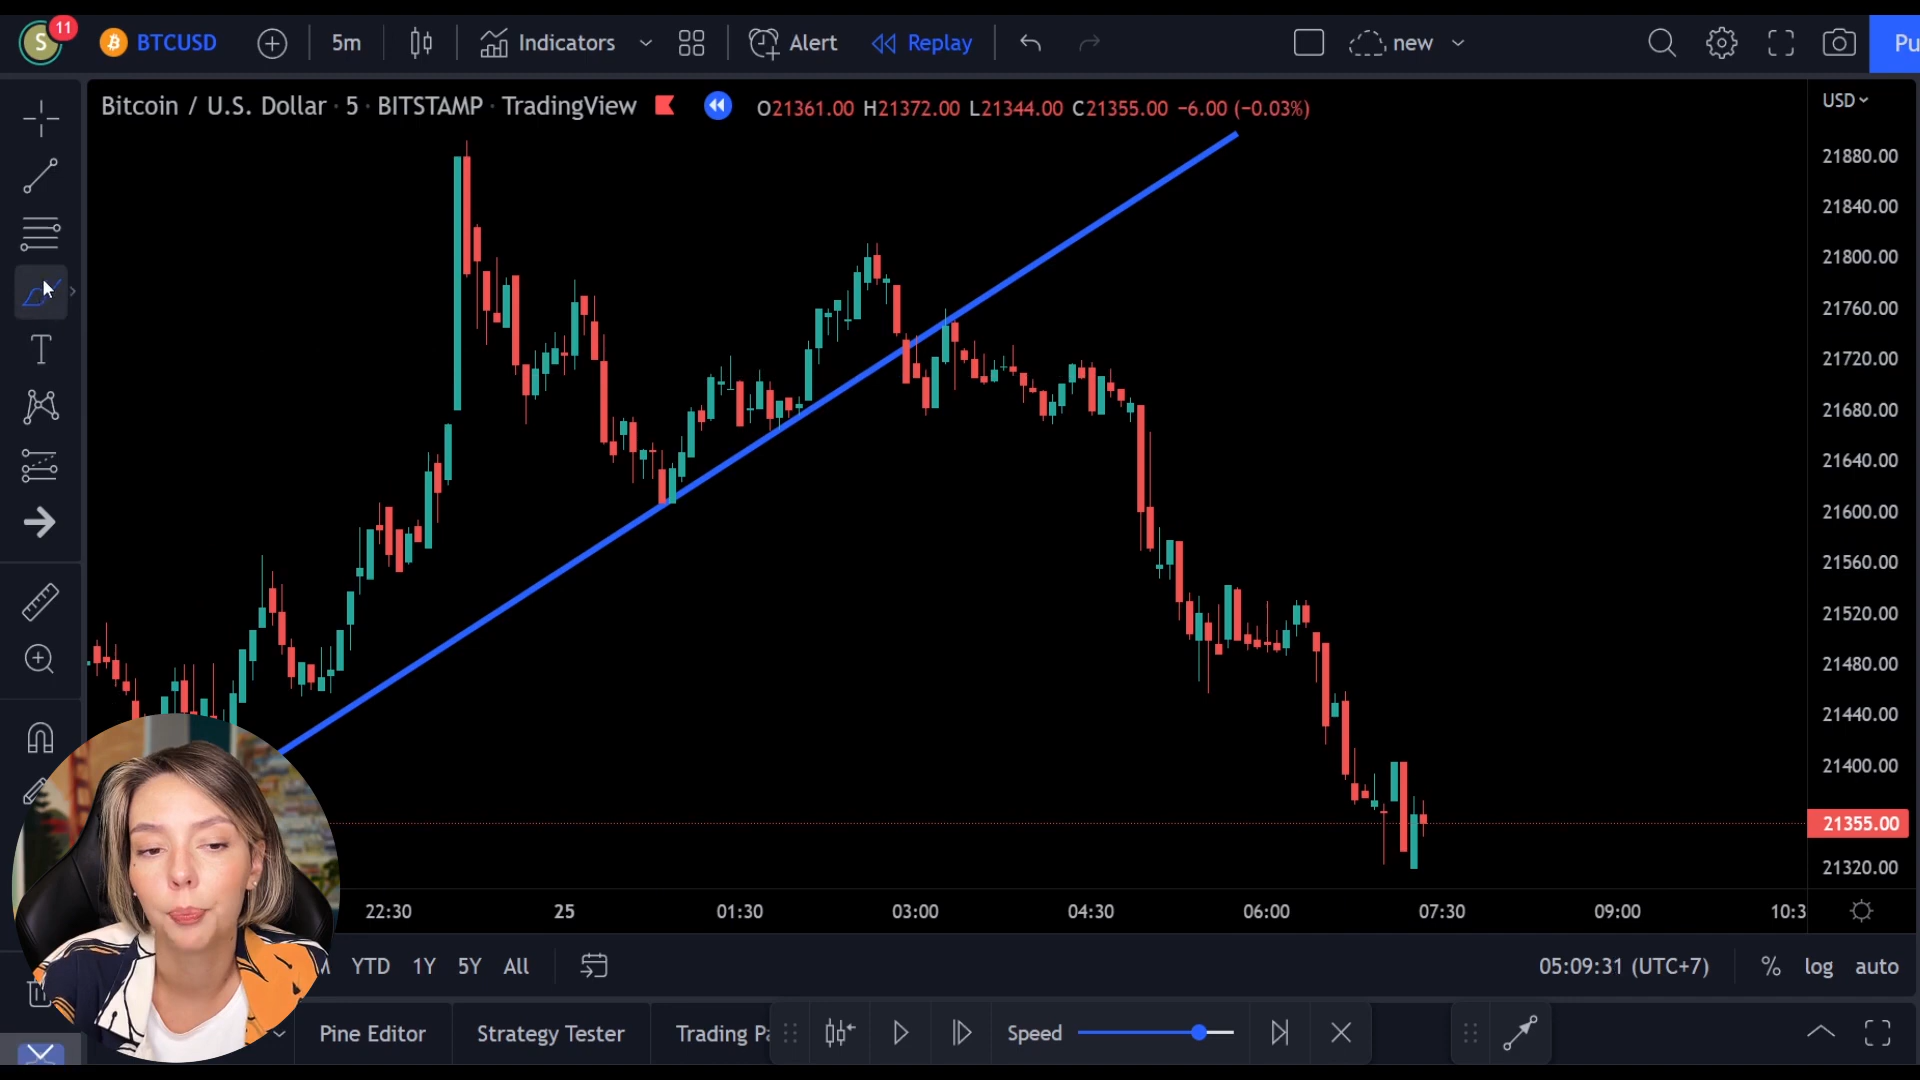 S 11 BTCUSD 5m Indicators Alert Replay new Pu
Bitcoin / U.S. Dollar · 5 · BITSTAMP · TradingView O21361.00 H21372.00 L21344.00 C21355.00 −6.00 (−0.03%)
USD
21880.00
21840.00
21800.00
21760.00
21720.00
21680.00
21640.00
21600.00
21560.00
21520.00
21480.00
21440.00
21400.00
21355.00
21320.00
T
22:30 25 01:30 03:00 04:30 06:00 07:30 09:00 10:3
YTD 1Y 5Y All 05:09:31 (UTC+7) % log auto
Pine Editor Strategy Tester Trading Pa Speed